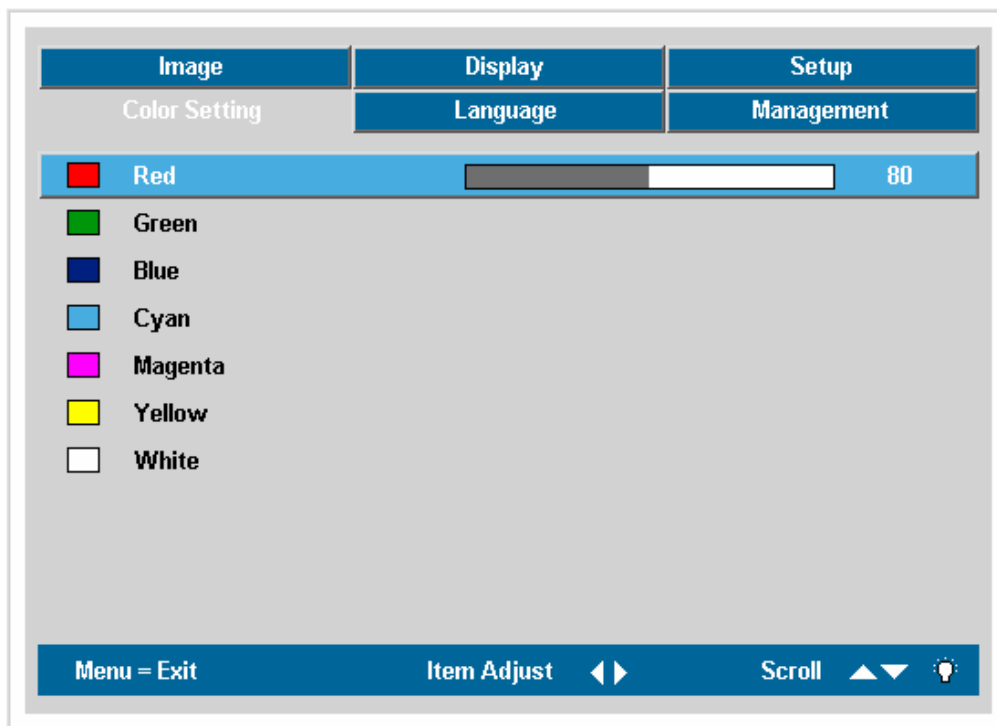 Image Display Setup
Color Setting Language Management
Red 80
Green
Blue
Cyan
Magenta
Yellow
White
Menu = Exit Item Adjust Scroll